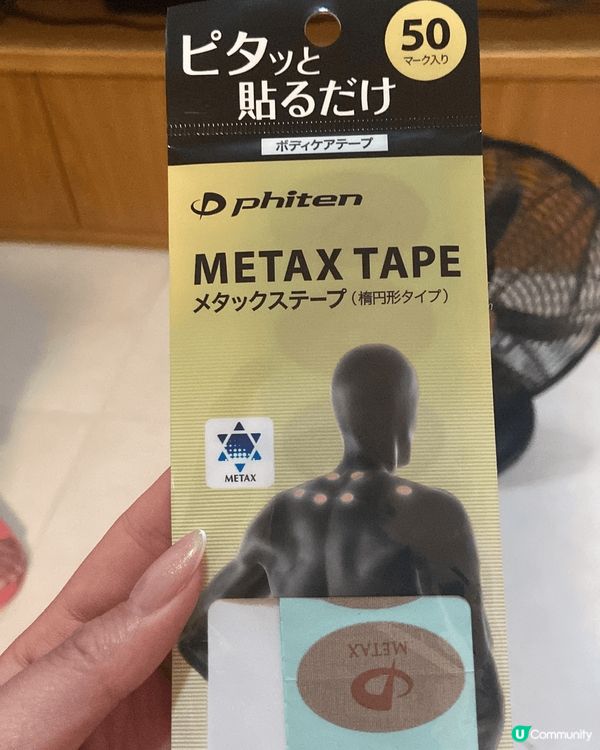 ピタッと
貼るだけ
50
マーク入り
ボディケアテープ
phiten
METAX TAPE
メタックステープ(楕円形タイプ)
METAX
METAX
U Community